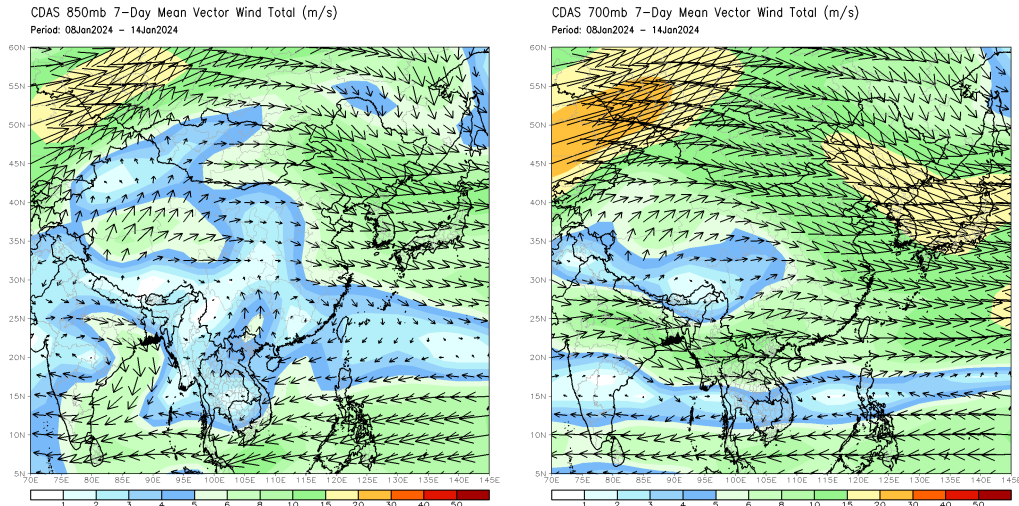 CDAS 850mb 7-Day Mean Vector Wind Total (m/s)
Period: 08Jan2024 - 14Jan2024
60N
55N
50N
45N
40N
35N
30N
25N
20N
15N
10N
5N
70E 75E 80E 85E 90E 95E 100E 105E 110E 115E 120E 125E 130E 135E 140E 145E
1 2 3 4 5 6 8 10 15 20 30 40 50
CDAS 700mb 7-Day Mean Vector Wind Total (m/s)
Period: 08Jan2024 - 14Jan2024
60N
55N
50N
45N
40N
35N
30N
25N
20N
15N
10N
5N
70E 75E 80E 85E 90E 95E 100E 105E 110E 115E 120E 125E 130E 135E 140E 145E
1 2 3 4 5 6 8 10 15 20 30 40 50